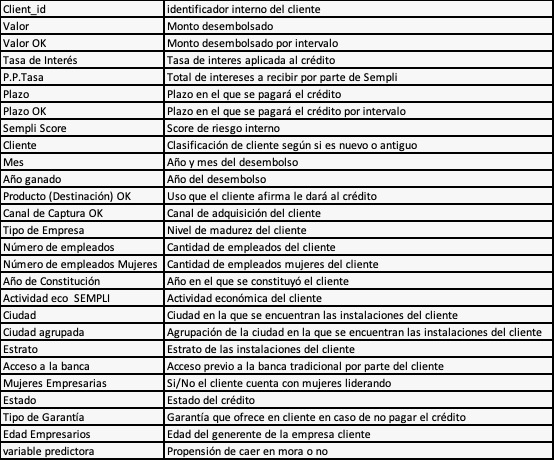 Client_id identificador interno del cliente
Valor Monto desembolsado
Valor OK Monto desembolsado por intervalo
Tasa de Interés Tasa de interes aplicada al crédito
P.P.Tasa Total de intereses a recibir por parte de Sempli
Plazo Plazo en el que se pagará el crédito
Plazo OK Plazo en el que se pagará el crédito por intervalo
Sempli Score Score de riesgo interno
Cliente Clasificación de cliente según si es nuevo o antiguo
Mes Año y mes del desembolso
Año ganado Año del desembolso
Producto (Destinación) OK Uso que el cliente afirma le dará al crédito
Canal de Captura OK Canal de adquisición del cliente
Tipo de Empresa Nivel de madurez del cliente
Número de empleados Cantidad de empleados del cliente
Número de empleados Mujeres Cantidad de empleados mujeres del cliente
Año de Constitución Año en el que se constituyó el cliente
Actividad eco SEMPLI Actividad económica del cliente
Ciudad Ciudad en la que se encuentran las instalaciones del cliente
Ciudad agrupada Agrupación de la ciudad en la que se encuentran las instalaciones del cliente
Estrato Estrato de las instalaciones del cliente
Acceso a la banca Acceso previo a la banca tradicional por parte del cliente
Mujeres Empresarias Si/No el cliente cuenta con mujeres liderando
Estado Estado del crédito
Tipo de Garantía Garantía que ofrece en cliente en caso de no pagar el crédito
Edad Empresarios Edad del generente de la empresa cliente
variable predictora Propensión de caer en mora o no